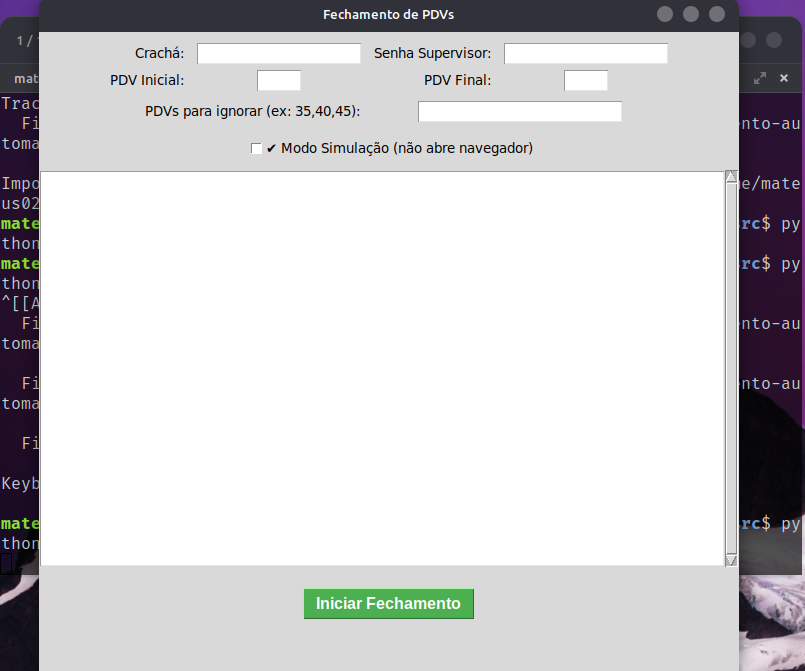 Fechamento de PDVs
1 /
mat
Crachá:
Senha Supervisor:
PDV Inicial:
PDV Final:
PDVs para ignorar (ex: 35,40,45):
✔ Modo Simulação (não abre navegador)
Trac
Fi nto-au
toma
Impo e/mate
us02
mate rc$ py
thon
mate rc$ py
thon
^[[A
Fi nto-au
toma
Fi nto-au
toma
Fi
Keyb
mate rc$ py
thon
Iniciar Fechamento